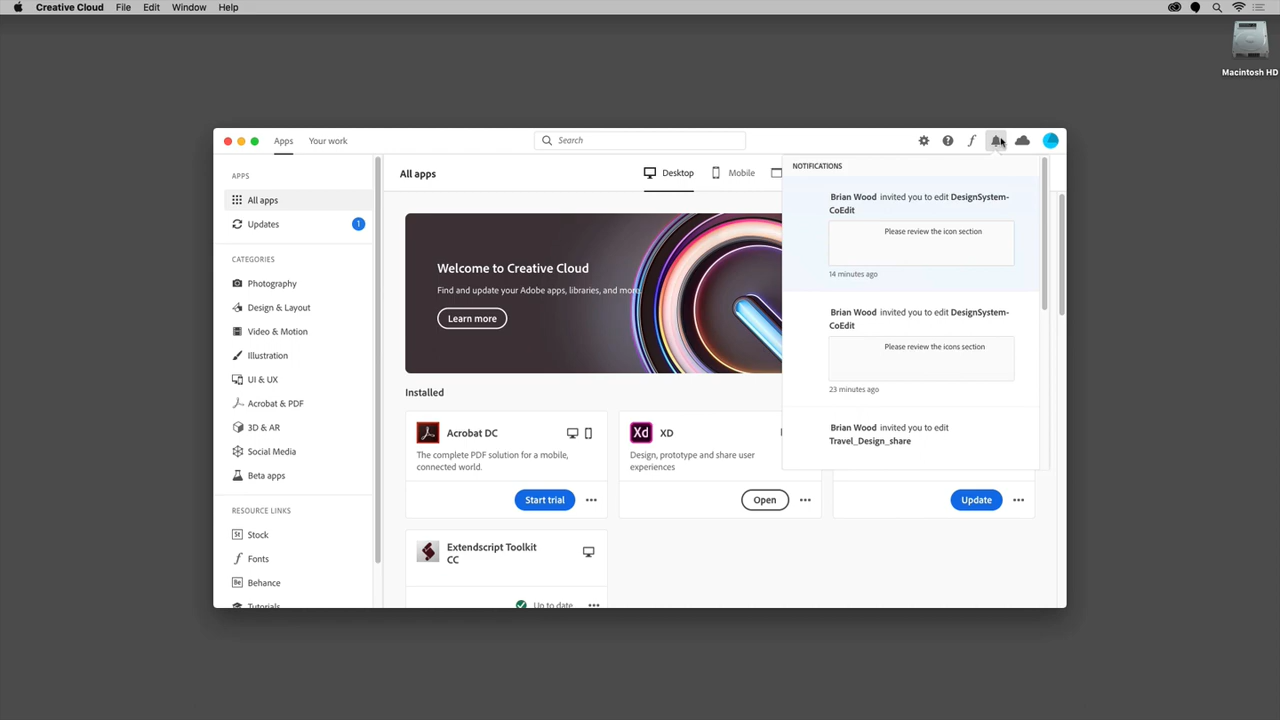 Creative Cloud File Edit Window Help
Macintosh HD
Apps Your work
Search
APPS
All apps
Updates 1
CATEGORIES
Photography
Design & Layout
Video & Motion
Illustration
UI & UX
Acrobat & PDF
3D & AR
Social Media
Beta apps
RESOURCE LINKS
St Stock
Fonts
Be Behance
Tutorials
All apps
Desktop Mobile
Welcome to Creative Cloud
Find and update your Adobe apps, libraries, and more.
Learn more
Installed
Acrobat DC
The complete PDF solution for a mobile,
connected world.
Start trial
Xd XD
Design, prototype and share user
experiences
Open
Update
Extendscript Toolkit
CC
Up to date
NOTIFICATIONS
Brian Wood invited you to edit DesignSystem-
CoEdit
Please review the icon section
14 minutes ago
Brian Wood invited you to edit DesignSystem-
CoEdit
Please review the icons section
23 minutes ago
Brian Wood invited you to edit
Travel_Design_share